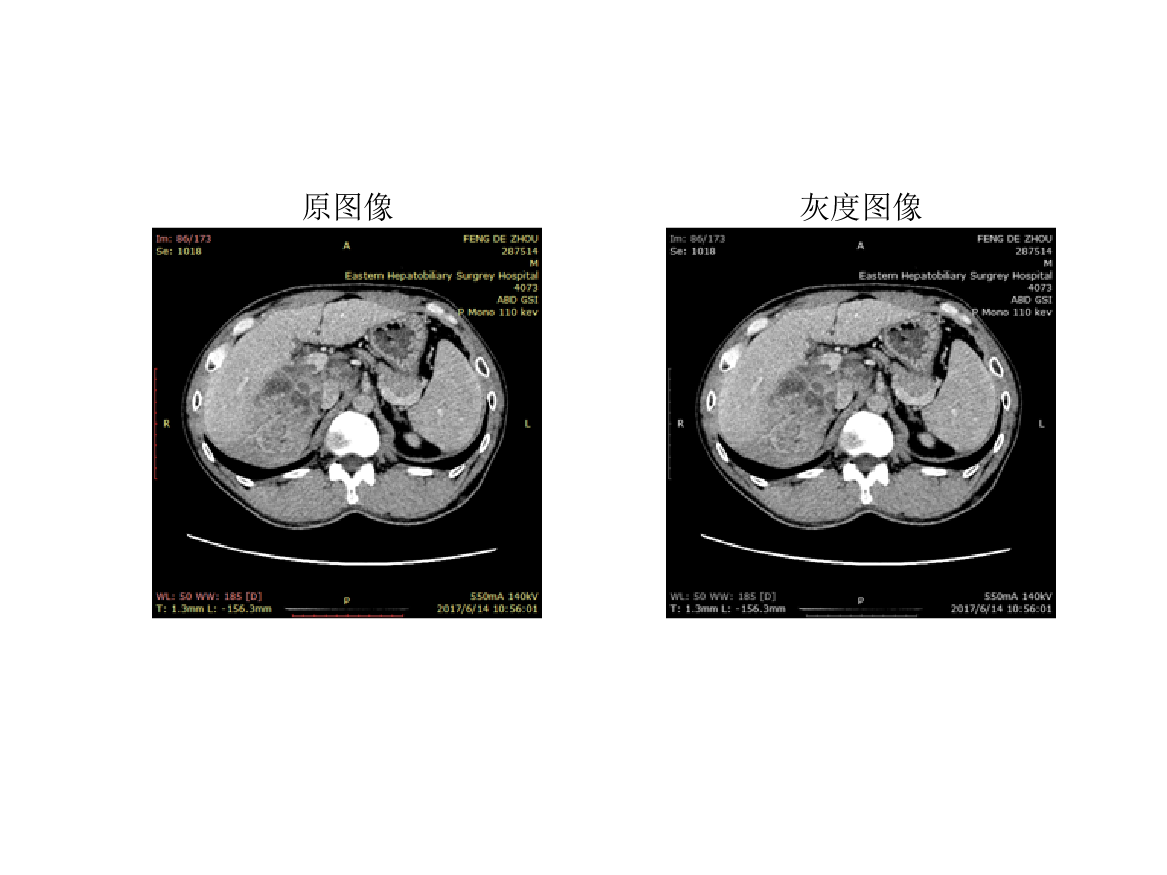 原图像
Im: 86/173
Se: 1018
A
FENG DE ZHOU
287514
M
Eastern Hepatobiliary Surgrey Hospital
4073
ABD GSI
P Mono 110 kev
R
L
WL: 50 WW: 185 [D]
T: 1.3mm L: -156.3mm
P
550mA 140kV
2017/6/14 10:56:01
灰度图像
Im: 86/173
Se: 1018
A
FENG DE ZHOU
287514
M
Eastern Hepatobiliary Surgrey Hospital
4073
ABD GSI
P Mono 110 kev
R
L
WL: 50 WW: 185 [D]
T: 1.3mm L: -156.3mm
P
550mA 140kV
2017/6/14 10:56:01